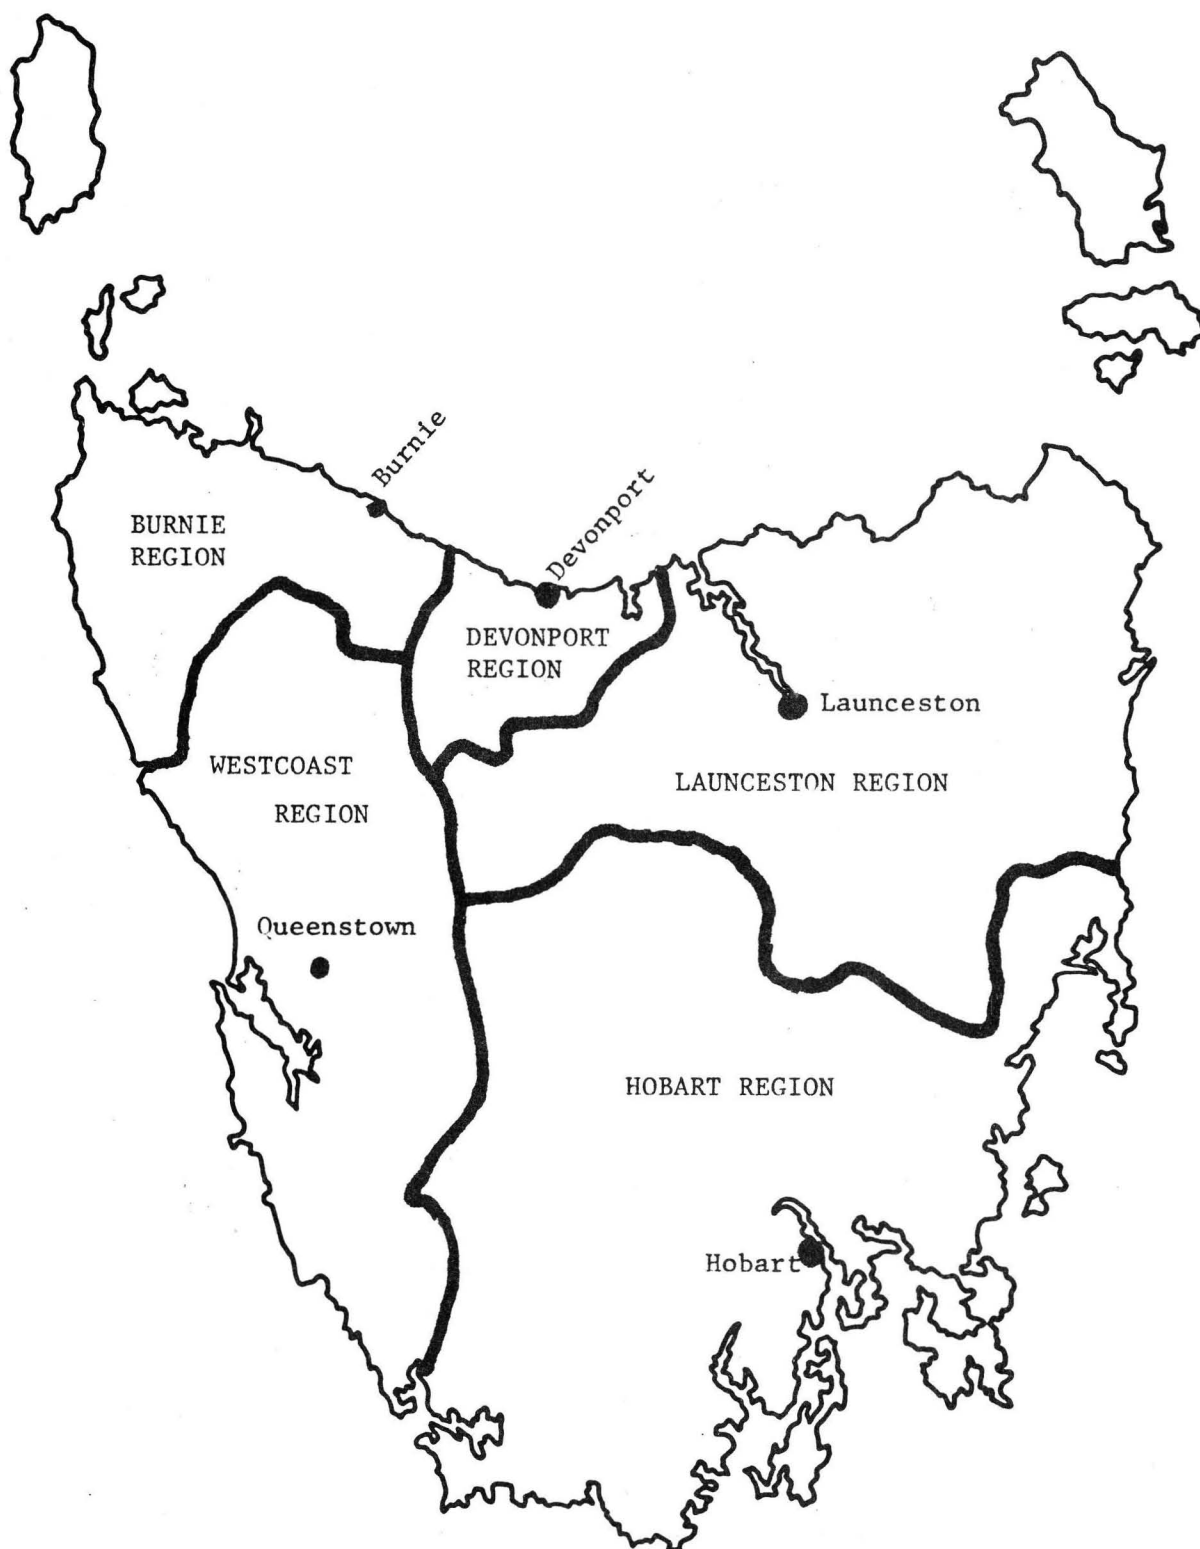 Burnie
Devonport
BURNIE
REGION
DEVONPORT
REGION
Launceston
WESTCOAST
REGION
LAUNCESTON REGION
Queenstown
HOBART REGION
Hobart